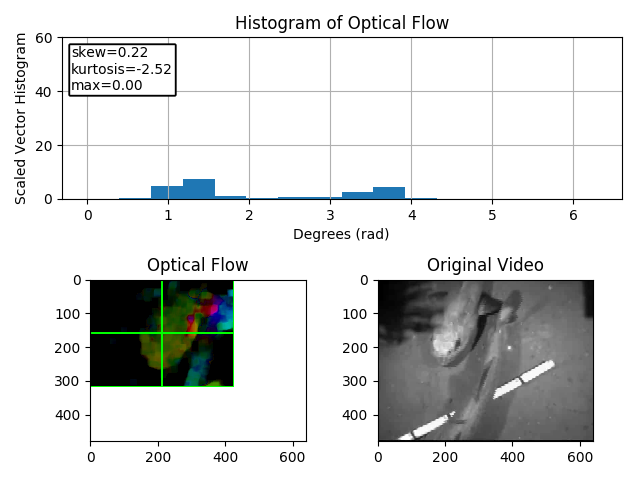 Histogram of Optical Flow
Scaled Vector Histogram
60
40
20
0
skew=0.22
kurtosis=-2.52
max=0.00
0 1 2 3 4 5 6
Degrees (rad)
Optical Flow
0
100
200
300
400
0 200 400 600
Original Video
0
100
200
300
400
0 200 400 600